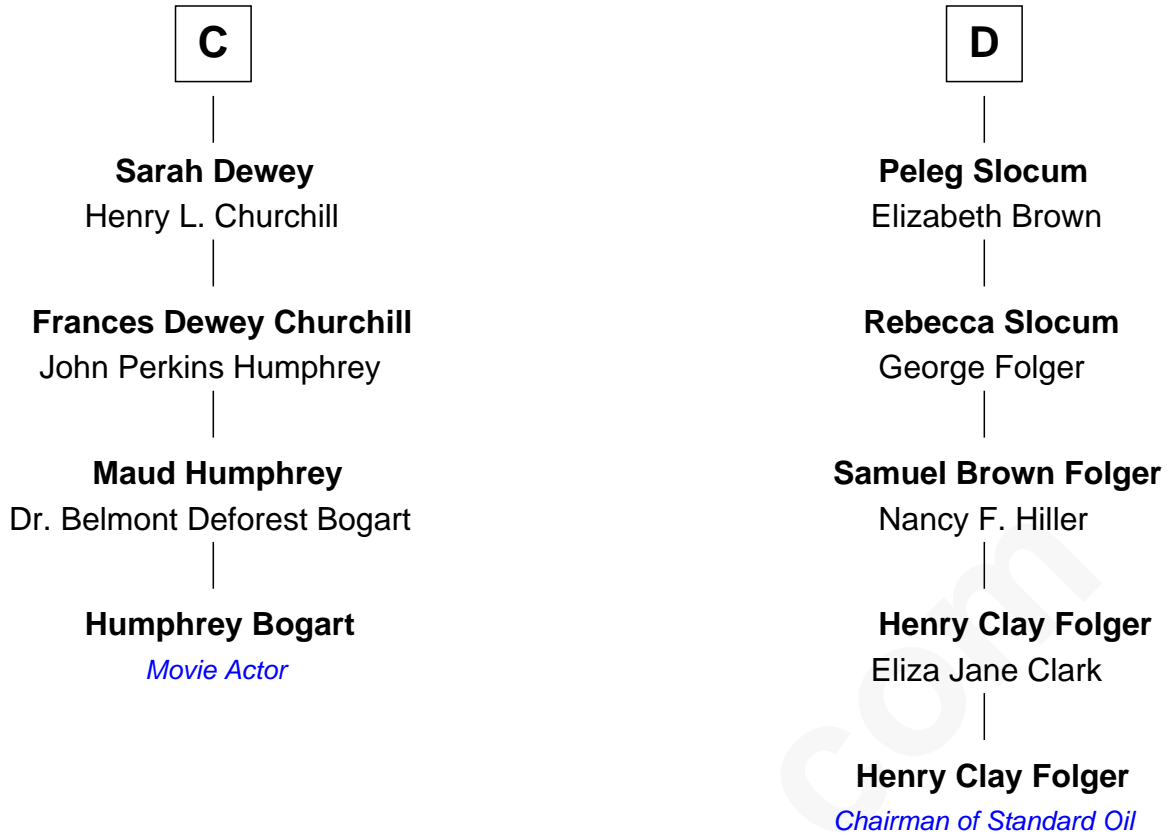 C
Sarah Dewey
Henry L. Churchill
Frances Dewey Churchill
John Perkins Humphrey
Maud Humphrey
Dr. Belmont Deforest Bogart
Humphrey Bogart
Movie Actor
D
Peleg Slocum
Elizabeth Brown
Rebecca Slocum
George Folger
Samuel Brown Folger
Nancy F. Hiller
Henry Clay Folger
Eliza Jane Clark
Henry Clay Folger
Chairman of Standard Oil
com